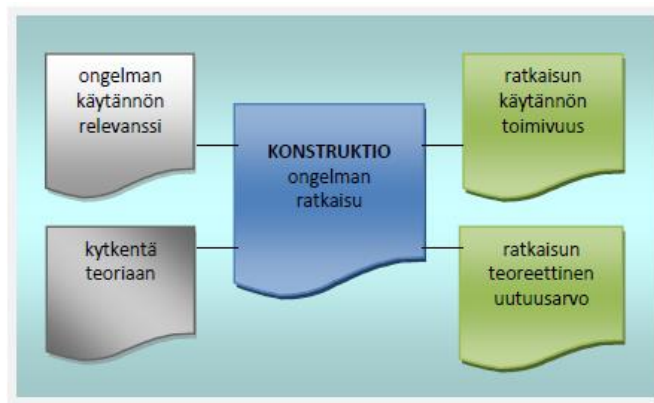 ongelman
käytännön
relevanssi
kytkentä
teoriaan
KONSTRUKTIO
ongelman
ratkaisu
ratkaisun
käytännön
toimivuus
ratkaisun
teoreettinen
uutuusarvo